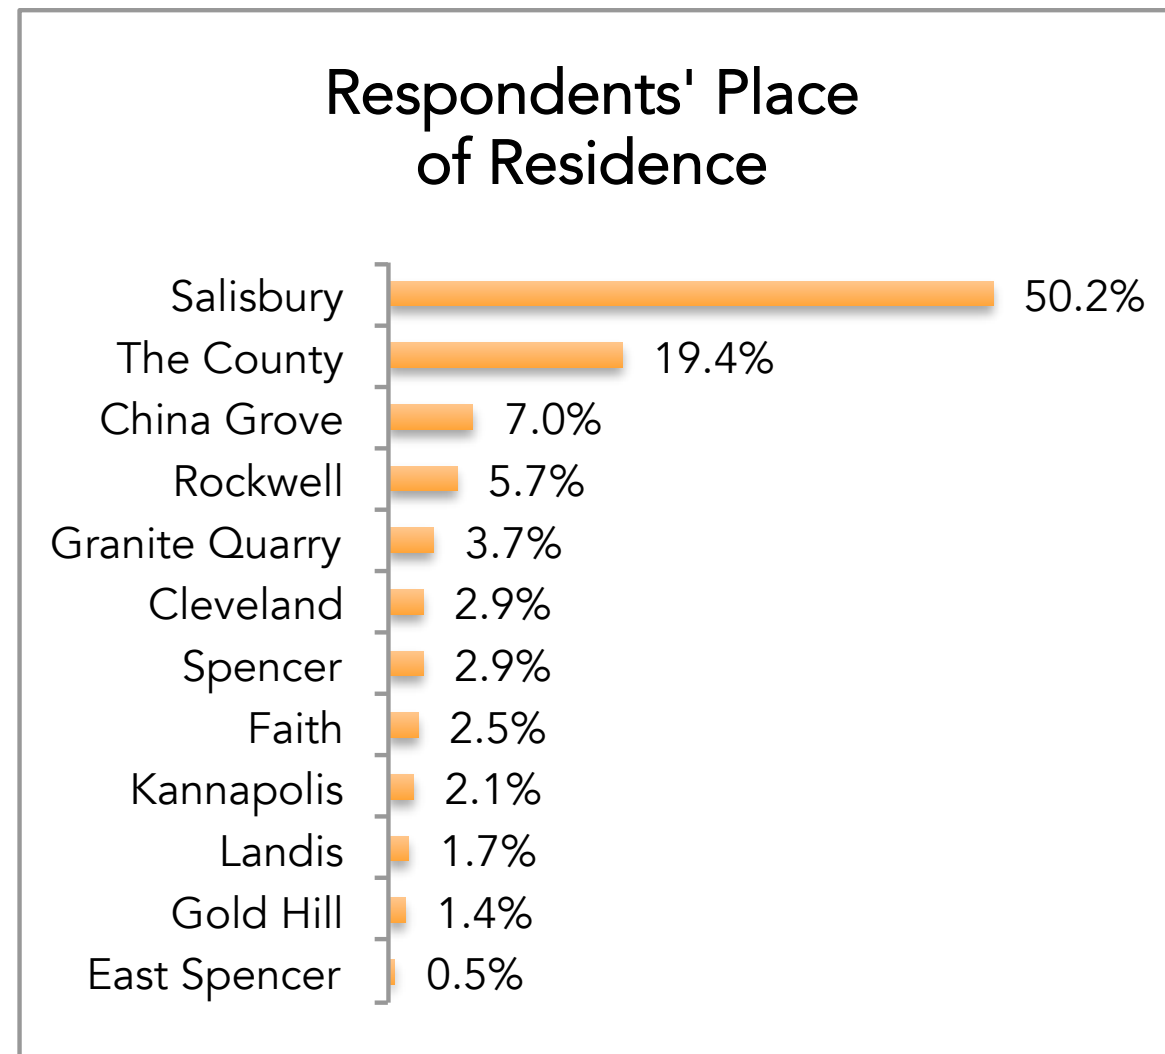 Respondents' Place
of Residence
Salisbury 50.2%
The County 19.4%
China Grove 7.0%
Rockwell 5.7%
Granite Quarry 3.7%
Cleveland 2.9%
Spencer 2.9%
Faith 2.5%
Kannapolis 2.1%
Landis 1.7%
Gold Hill 1.4%
East Spencer 0.5%